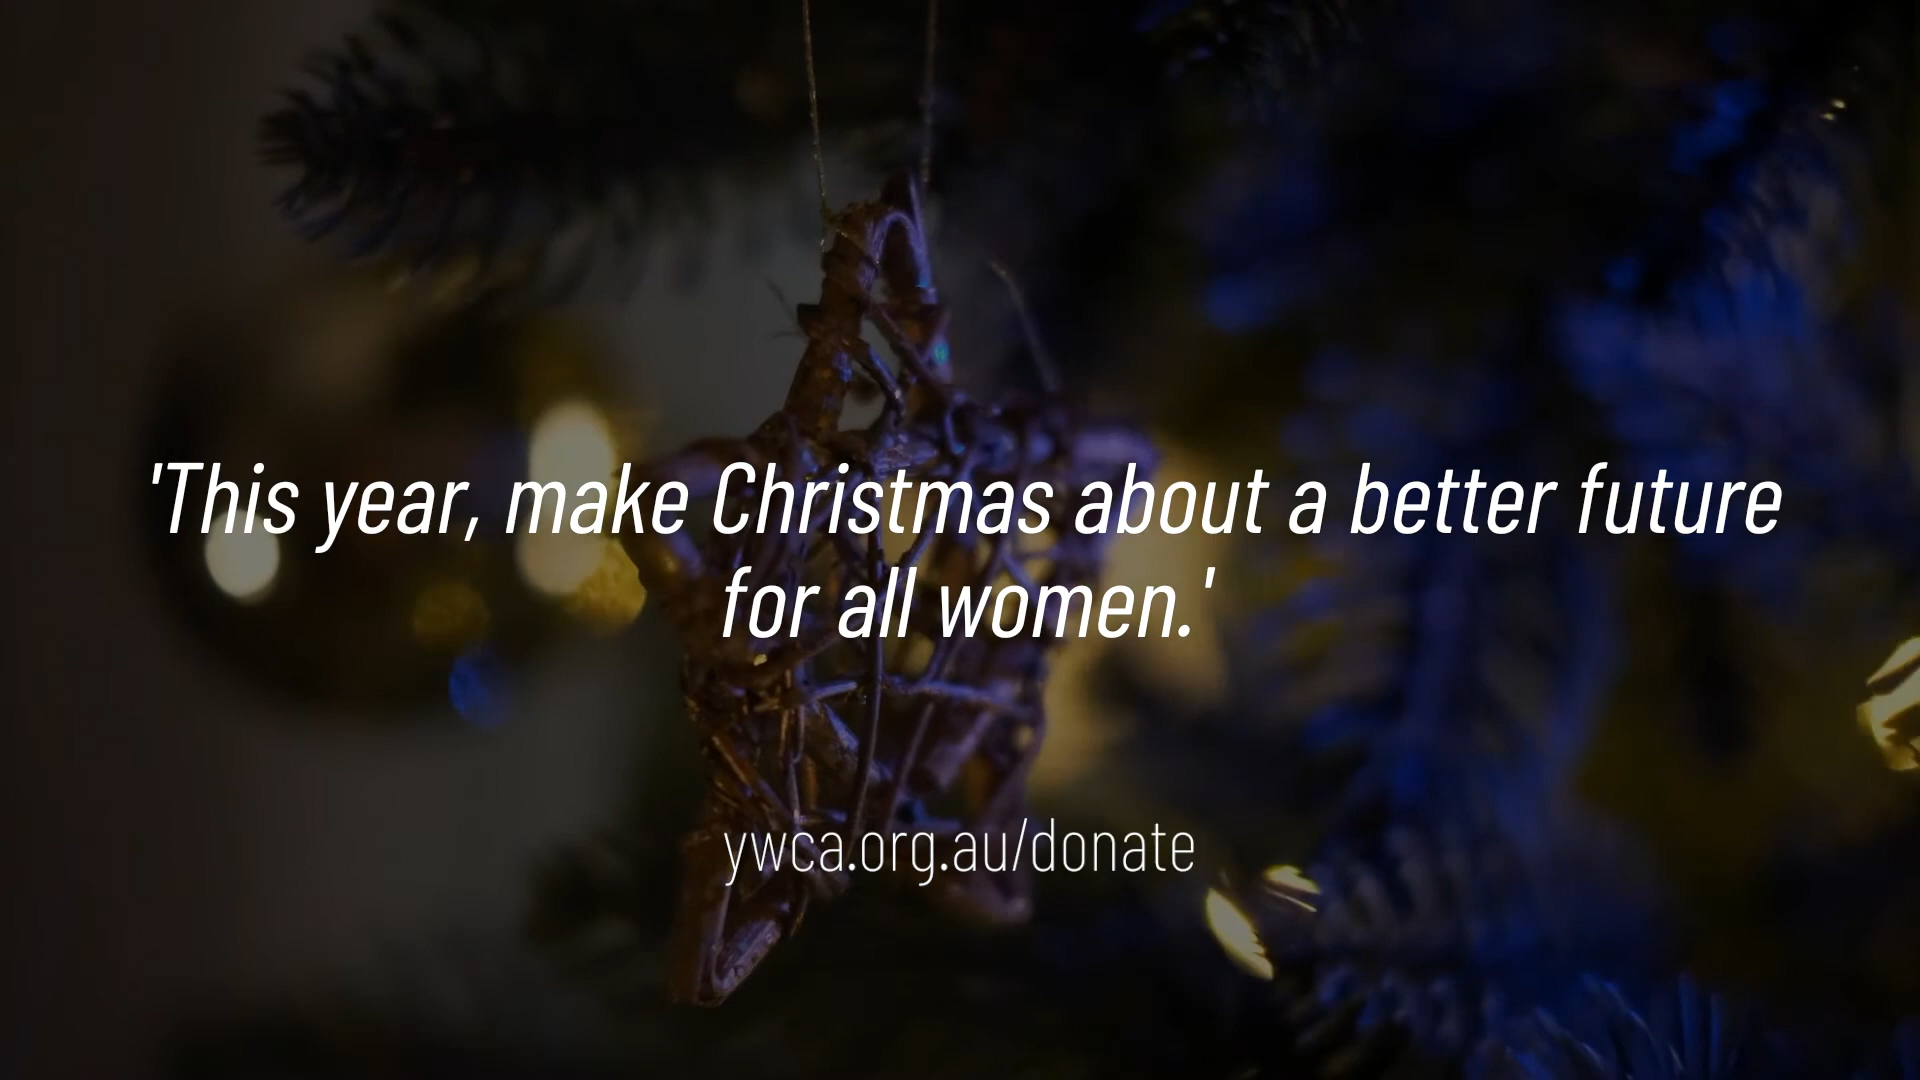 'This year, make Christmas about a better future
for all women.'
ywca.org.au/donate